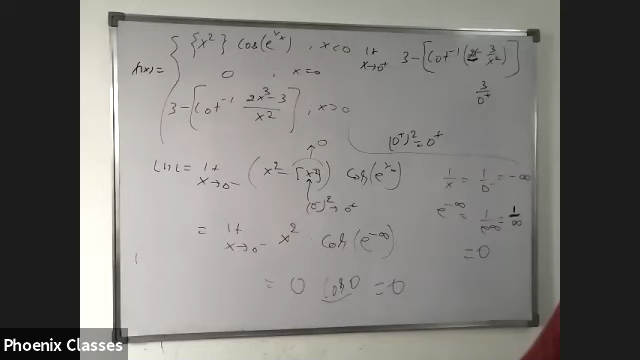 f(x) = { {x²} cos(e^{1/x}) , x<0
0 , x=0
3 - [cot⁻¹ (2x³-3)/x²] , x>0
lt x→0⁺ 3 - [cot⁻¹( 3/x²)]
3/0⁺
(0⁺)² = 0⁺
→ 0
LHL = lt x→0⁻ (x² - [x²]) cos(e^{1/x})
(0⁻)² → 0⁺
1/x = 1/0⁻ = -∞
e^{-∞} = 1/e^∞ = 1/∞
= 0
= lt x→0⁻ x² cos(e^{-∞})
= 0 cos 0 = 0
Phoenix Classes